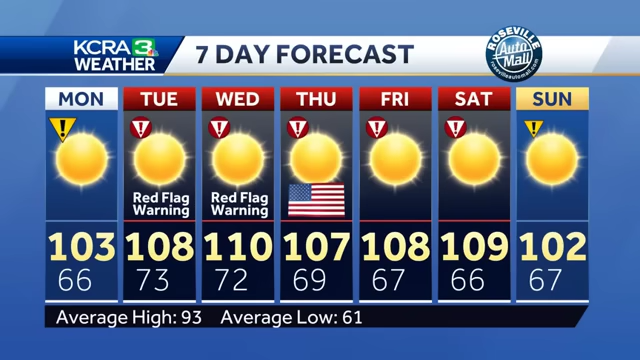 KCRA 3
WEATHER
7 DAY FORECAST
ROSEVILLE
Auto
Mall
rosevilleautomall.com
MON TUE WED THU FRI SAT SUN
! ! ! ! ! ! !
Red Flag Red Flag
Warning Warning
103 108 110 107 108 109 102
66 73 72 69 67 66 67
Average High: 93 Average Low: 61